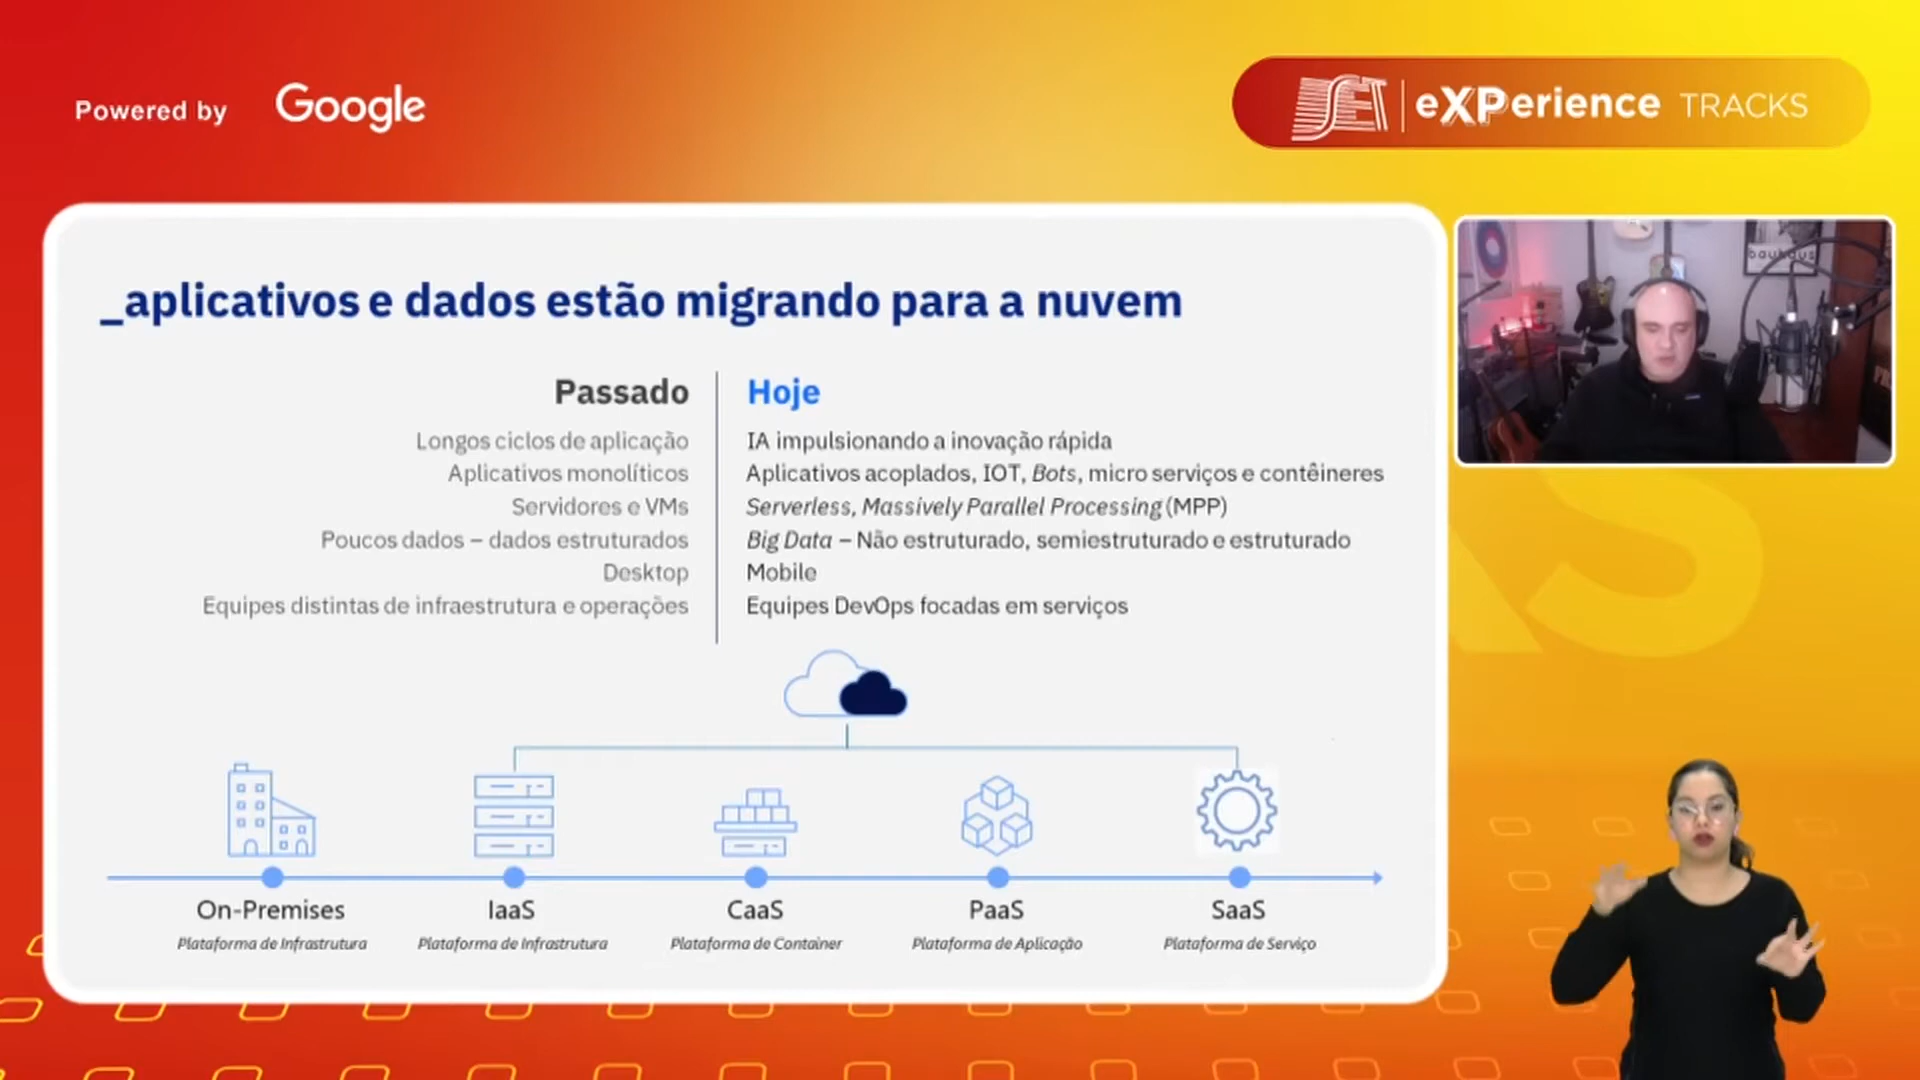 Powered by Google
SET eXPerience TRACKS
_aplicativos e dados estão migrando para a nuvem
Passado
Hoje
Longos ciclos de aplicação
IA impulsionando a inovação rápida
Aplicativos monolíticos
Aplicativos acoplados, IOT, Bots, micro serviços e contêineres
Servidores e VMs
Serverless, Massively Parallel Processing (MPP)
Poucos dados – dados estruturados
Big Data – Não estruturado, semiestruturado e estruturado
Desktop
Mobile
Equipes distintas de infraestrutura e operações
Equipes DevOps focadas em serviços
On-Premises
IaaS
CaaS
PaaS
SaaS
Plataforma de Infrastrutura
Plataforma de Infrastrutura
Plataforma de Container
Plataforma de Aplicação
Plataforma de Serviço
bauhaus
AS